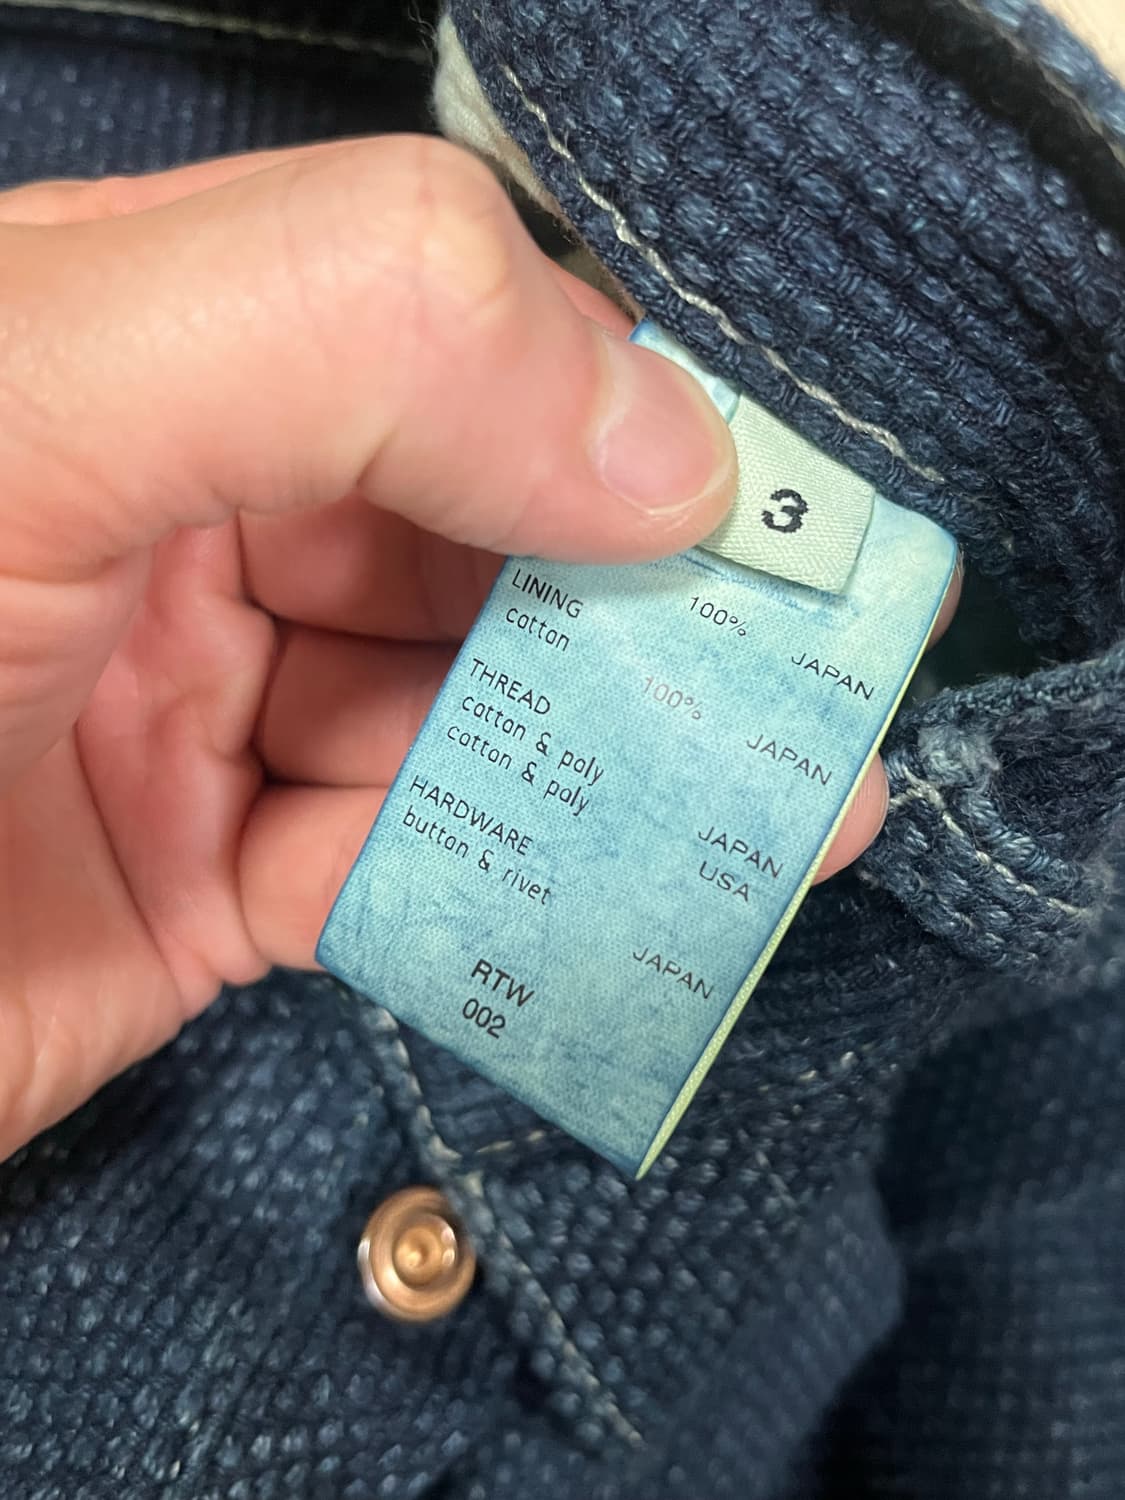 3
100% JAPAN
LINING
cotton 100% JAPAN
THREAD
cotton & poly JAPAN
cotton & poly USA
HARDWARE
button & rivet JAPAN
RTW
002